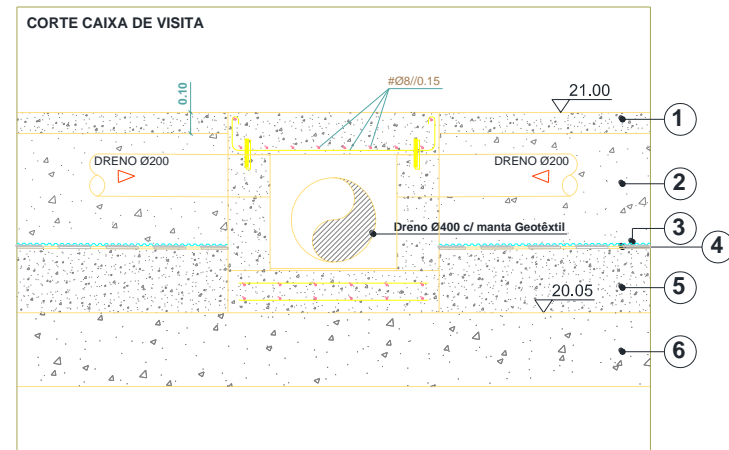 CORTE CAIXA DE VISITA
#Ø8//0.15
0.10
21.00
1
DRENO Ø200
DRENO Ø200
2
Dreno Ø400 c/ manta Geotêxtil
3
4
20.05
5
6